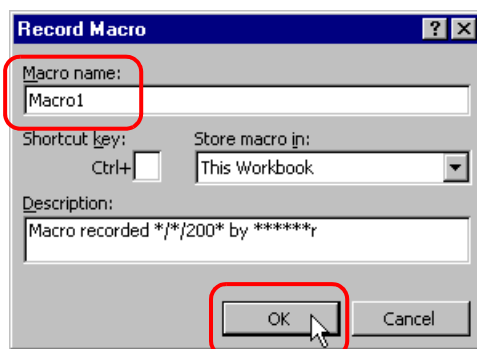 Record Macro
Macro name:
Macro1
Shortcut key: Store macro in:
Ctrl+ This Workbook
Description:
Macro recorded */*/200* by ******r
OK Cancel